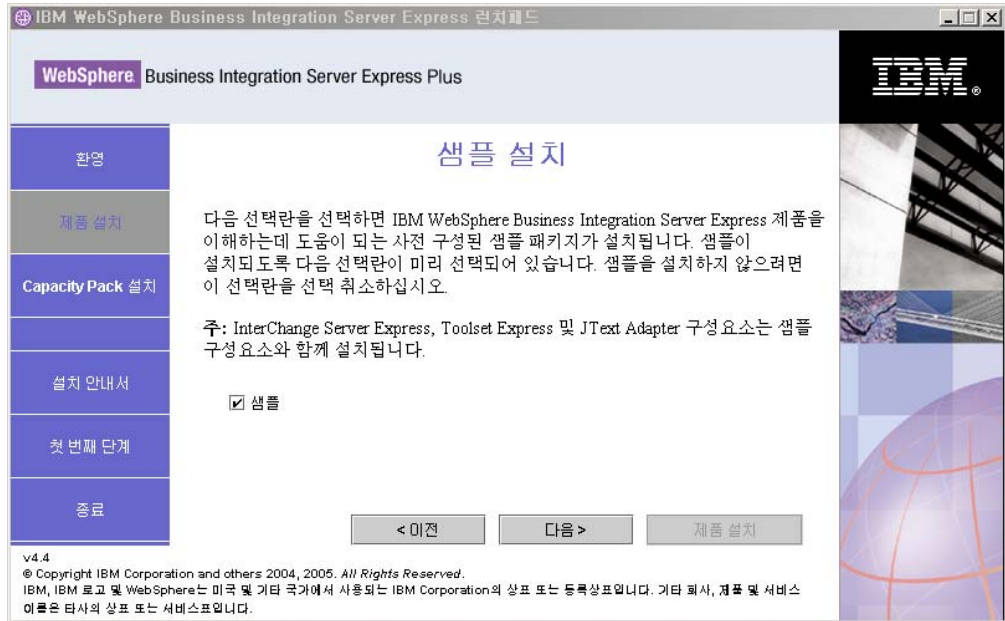 IBM WebSphere Business Integration Server Express 런치패드
WebSphere. Business Integration Server Express Plus
IBM®
환영
제품 설치
Capacity Pack 설치
설치 안내서
첫 번째 단계
종료
샘플 설치
다음 선택란을 선택하면 IBM WebSphere Business Integration Server Express 제품을
이해하는데 도움이 되는 사전 구성된 샘플 패키지가 설치됩니다. 샘플이
설치되도록 다음 선택란이 미리 선택되어 있습니다. 샘플을 설치하지 않으려면
이 선택란을 선택 취소하십시오.
주: InterChange Server Express, Toolset Express 및 JText Adapter 구성요소는 샘플
구성요소와 함께 설치됩니다.
샘플
< 이전
다음 >
제품 설치
v4.4
© Copyright IBM Corporation and others 2004, 2005. All Rights Reserved.
IBM, IBM 로고 및 WebSphere는 미국 및 기타 국가에서 사용되는 IBM Corporation의 상표 또는 등록상표입니다. 기타 회사, 제품 및 서비스
이름은 타사의 상표 또는 서비스표입니다.